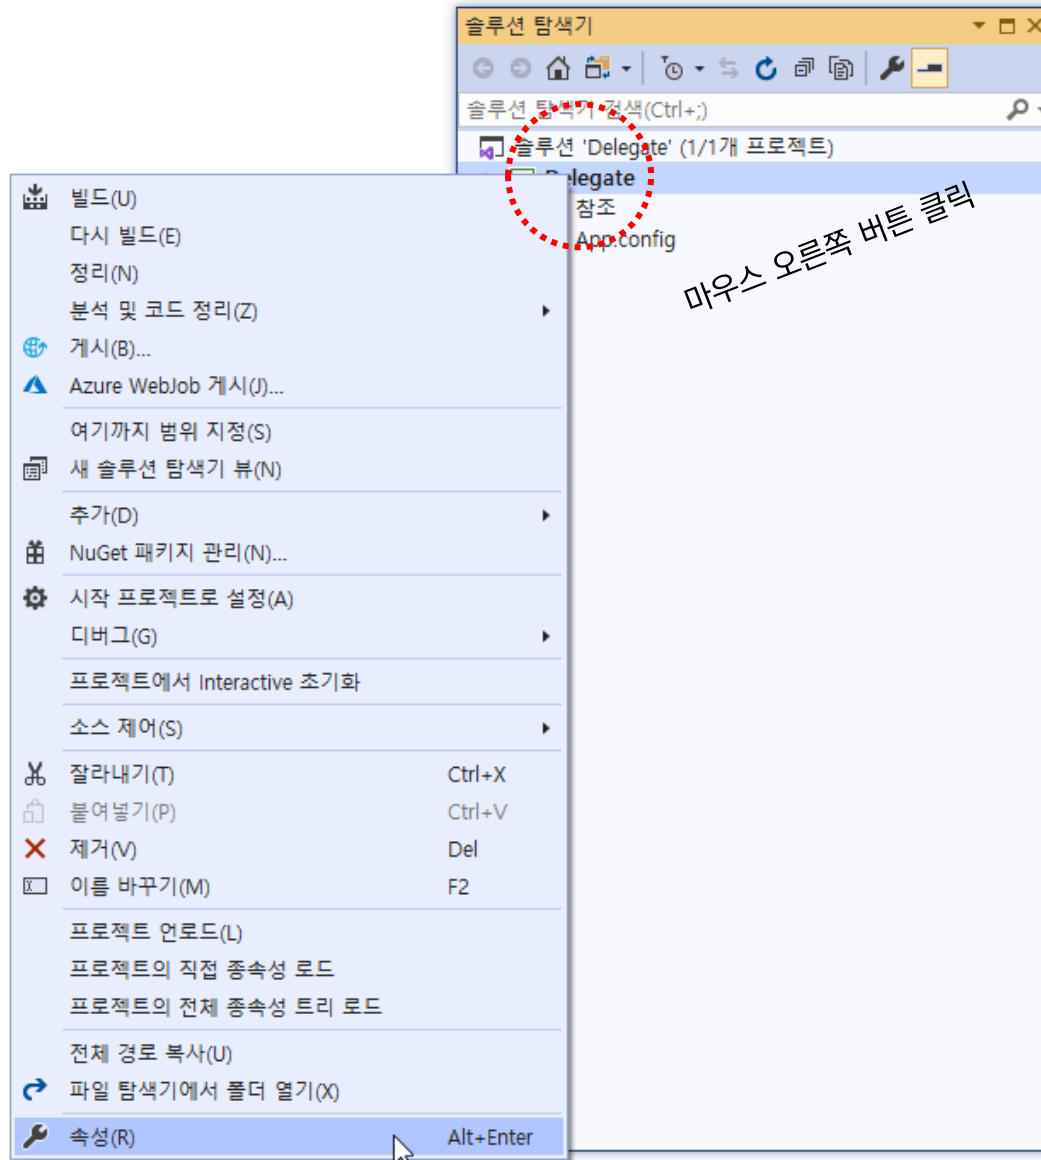 솔루션 탐색기
솔루션 탐색기 검색(Ctrl+;)
솔루션 'Delegate' (1/1개 프로젝트)
Delegate
참조
App.config
마우스 오른쪽 버튼 클릭
빌드(U)
다시 빌드(E)
정리(N)
분석 및 코드 정리(Z)
게시(B)...
Azure WebJob 게시(J)...
여기까지 범위 지정(S)
새 솔루션 탐색기 뷰(N)
추가(D)
NuGet 패키지 관리(N)...
시작 프로젝트로 설정(A)
디버그(G)
프로젝트에서 Interactive 초기화
소스 제어(S)
잘라내기(T) Ctrl+X
붙여넣기(P) Ctrl+V
제거(V) Del
이름 바꾸기(M) F2
프로젝트 언로드(L)
프로젝트의 직접 종속성 로드
프로젝트의 전체 종속성 트리 로드
전체 경로 복사(U)
파일 탐색기에서 폴더 열기(X)
속성(R) Alt+Enter